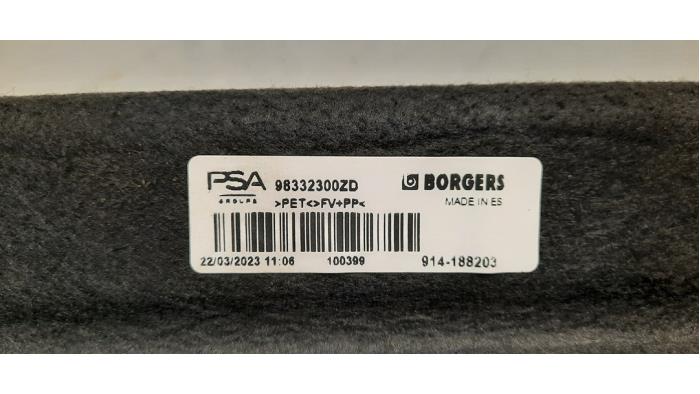 PSA 98332300ZD BORGERS
GROUPE >PET<>FV+PP< MADE IN ES
22/03/2023 11:06 100399 914-188203